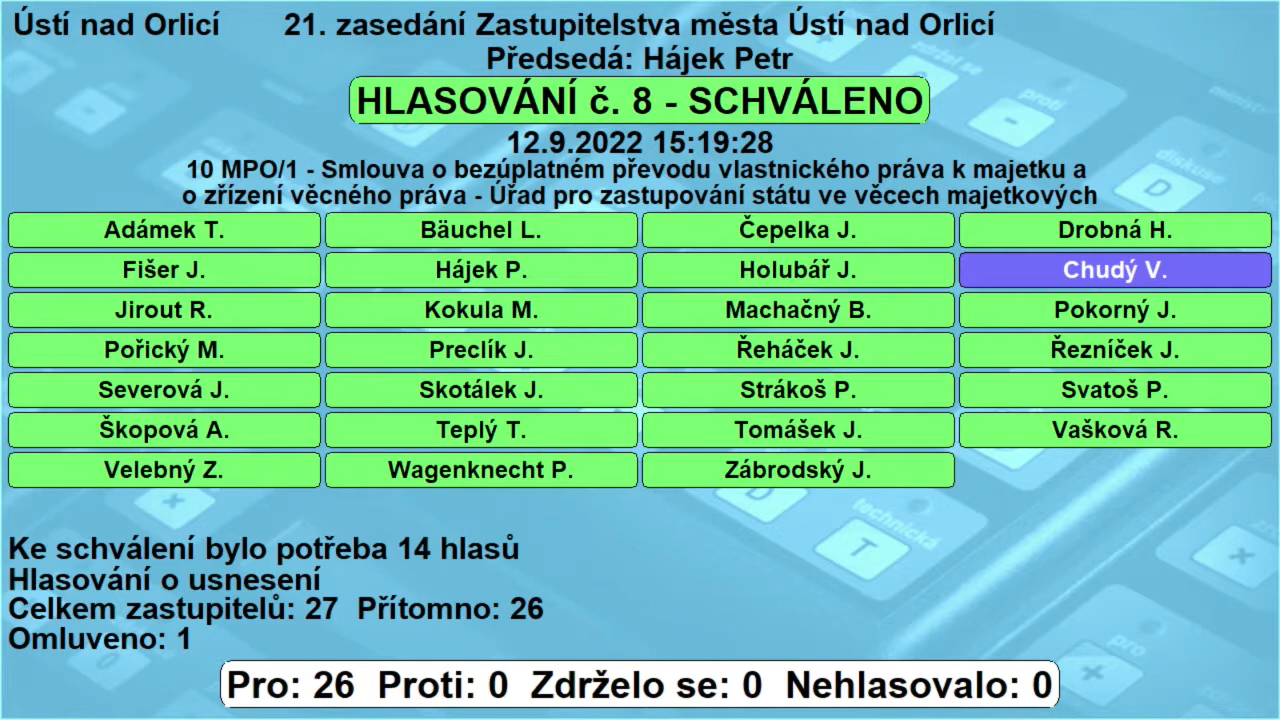 Ústí nad Orlicí 21. zasedání Zastupitelstva města Ústí nad Orlicí
Předsedá: Hájek Petr
HLASOVÁNÍ č. 8 - SCHVÁLENO
12.9.2022 15:19:28
10 MPO/1 - Smlouva o bezúplatném převodu vlastnického práva k majetku a
o zřízení věcného práva - Úřad pro zastupování státu ve věcech majetkových
Adámek T. Bäuchel L. Čepelka J. Drobná H.
Fišer J. Hájek P. Holubář J. Chudý V.
Jirout R. Kokula M. Machačný B. Pokorný J.
Pořický M. Preclík J. Řeháček J. Řezníček J.
Severová J. Skotálek J. Strákoš P. Svatoš P.
Škopová A. Teplý T. Tomášek J. Vašková R.
Velebný Z. Wagenknecht P. Zábrodský J.
Ke schválení bylo potřeba 14 hlasů
Hlasování o usnesení
Celkem zastupitelů: 27 Přítomno: 26
Omluveno: 1
Pro: 26 Proti: 0 Zdrželo se: 0 Nehlasovalo: 0
proti
diskuse
D
technická
T
pro